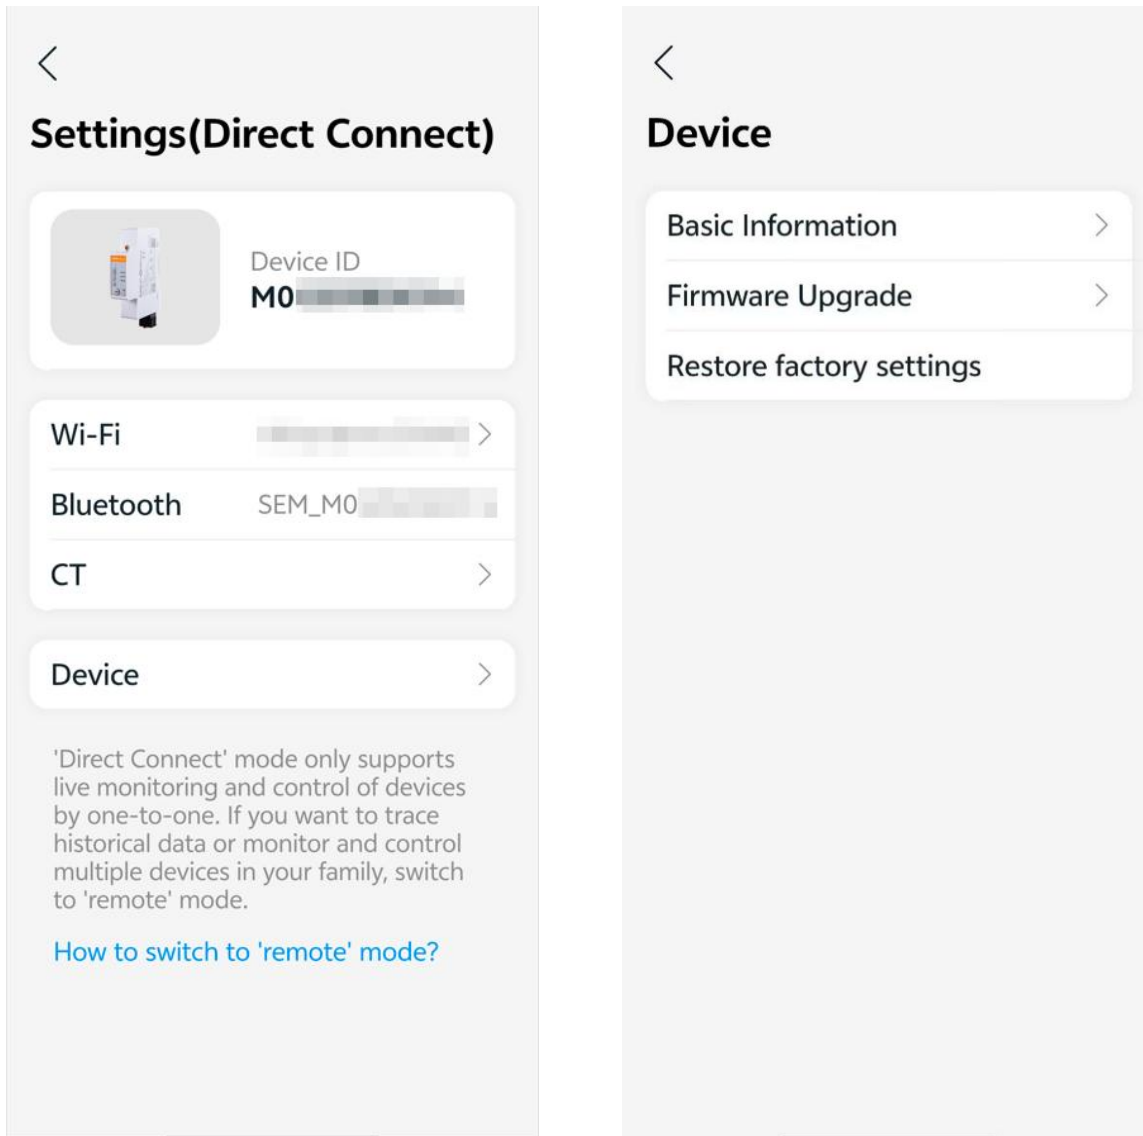 Settings(Direct Connect)
Device ID
M0
Wi-Fi
Bluetooth SEM_M0
CT
Device
'Direct Connect' mode only supports
live monitoring and control of devices
by one-to-one. If you want to trace
historical data or monitor and control
multiple devices in your family, switch
to 'remote' mode.
How to switch to 'remote' mode?
Device
Basic Information
Firmware Upgrade
Restore factory settings